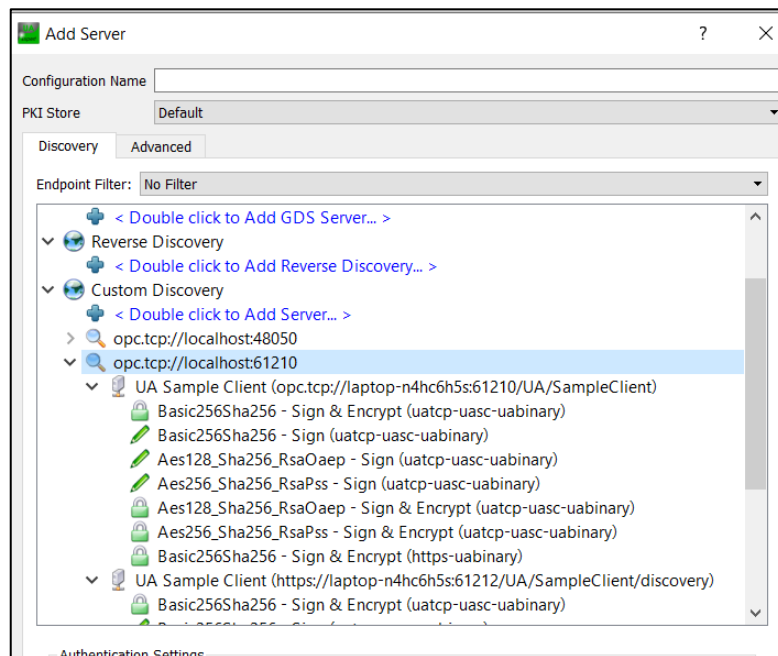 Add Server
?
Configuration Name
PKI Store Default
Discovery Advanced
Endpoint Filter: No Filter
< Double click to Add GDS Server... >
Reverse Discovery
< Double click to Add Reverse Discovery... >
Custom Discovery
< Double click to Add Server... >
opc.tcp://localhost:48050
opc.tcp://localhost:61210
UA Sample Client (opc.tcp://laptop-n4hc6h5s:61210/UA/SampleClient)
Basic256Sha256 - Sign & Encrypt (uatcp-uasc-uabinary)
Basic256Sha256 - Sign (uatcp-uasc-uabinary)
Aes128_Sha256_RsaOaep - Sign (uatcp-uasc-uabinary)
Aes256_Sha256_RsaPss - Sign (uatcp-uasc-uabinary)
Aes128_Sha256_RsaOaep - Sign & Encrypt (uatcp-uasc-uabinary)
Aes256_Sha256_RsaPss - Sign & Encrypt (uatcp-uasc-uabinary)
Basic256Sha256 - Sign & Encrypt (https-uabinary)
UA Sample Client (https://laptop-n4hc6h5s:61212/UA/SampleClient/discovery)
Basic256Sha256 - Sign & Encrypt (uatcp-uasc-uabinary)
Authentication Settings